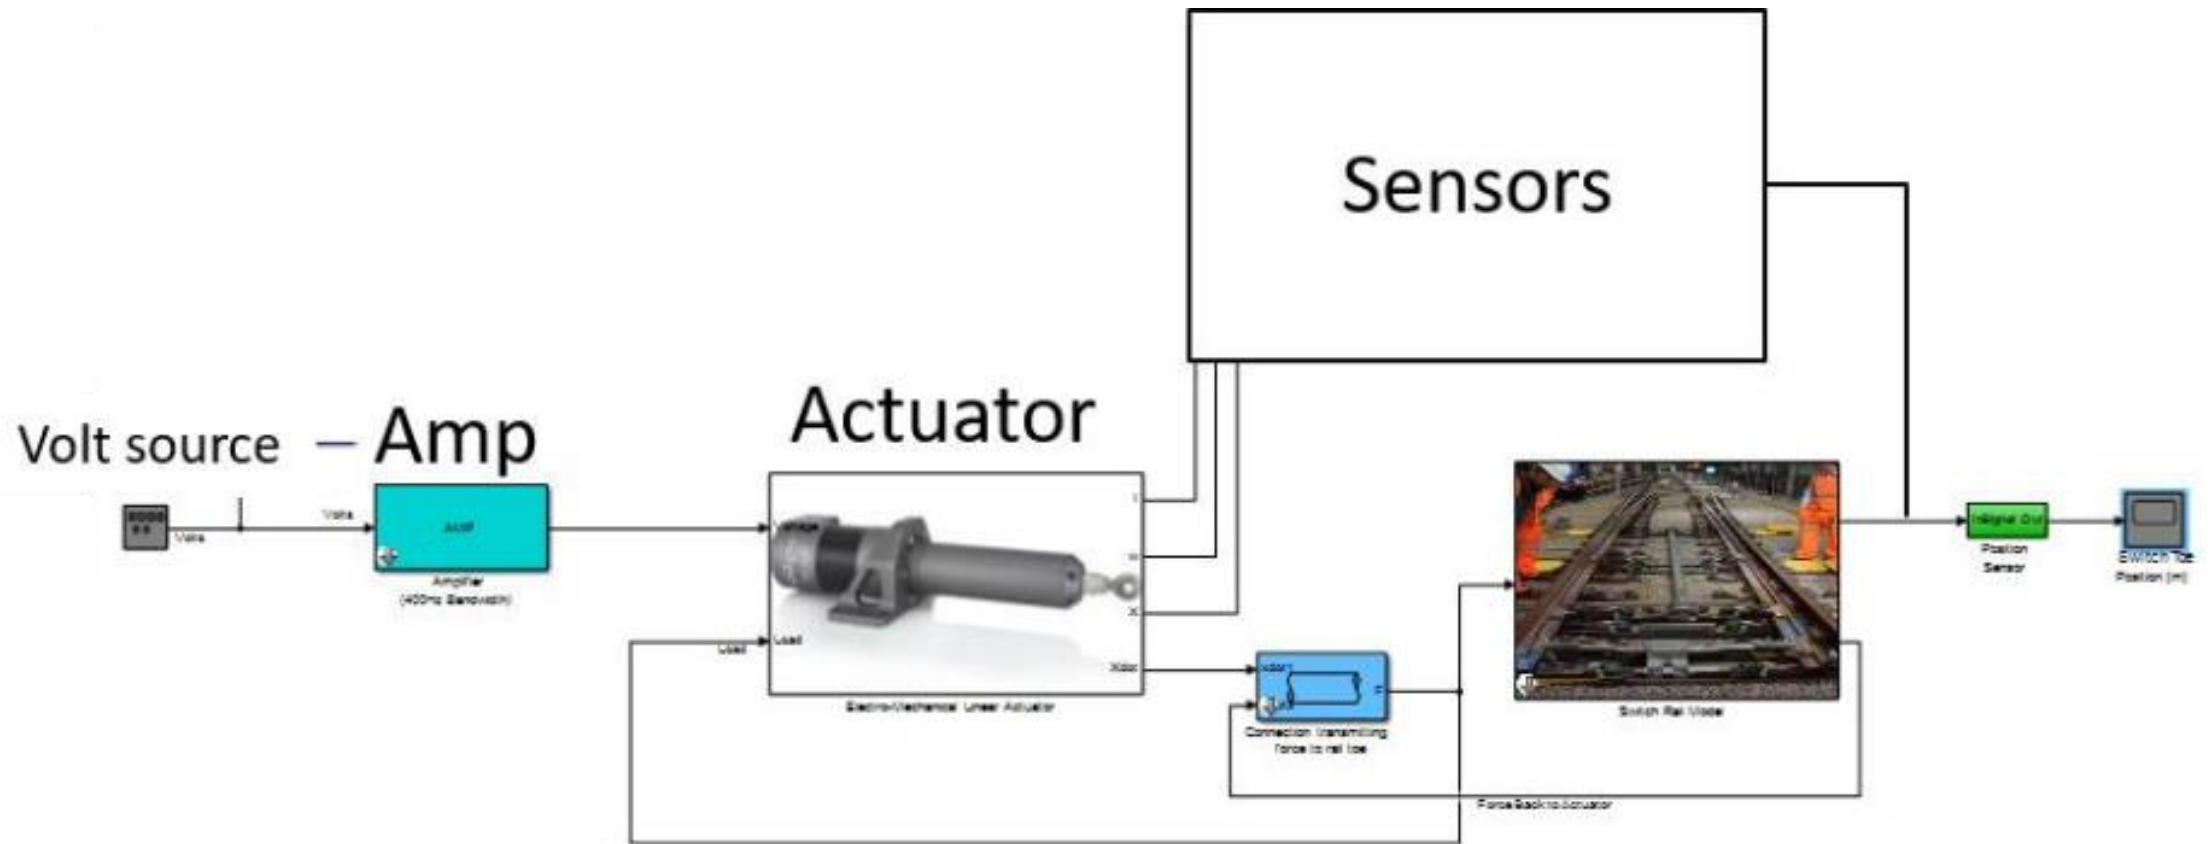 Sensors
Actuator
Volt source – Amp
Volts
Volts
AMP
Amplifier
(400Hz Bandwidth)
Load
Load
Xdot
Electro-Mechanical Linear Actuator
Connection transmitting
force to rail toe
Switch Rail Model
Force Back to Actuator
Position
Sensor
Switch Toe
Position (m)